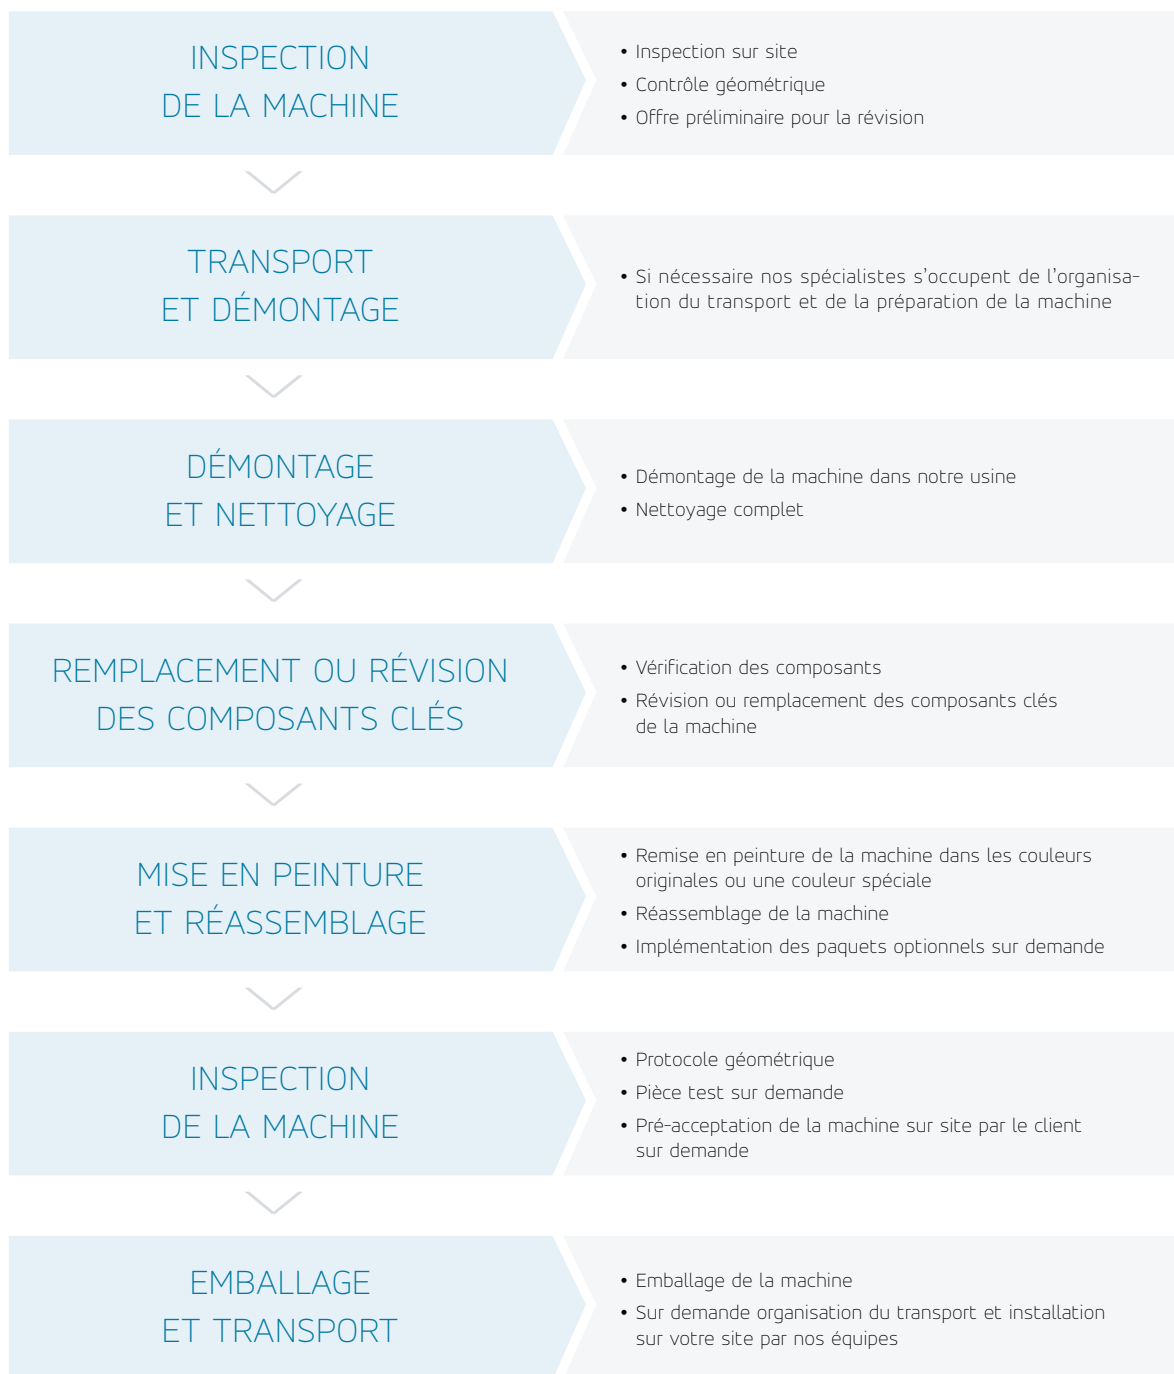 INSPECTION
DE LA MACHINE
• Inspection sur site
• Contrôle géométrique
• Offre préliminaire pour la révision
TRANSPORT
ET DÉMONTAGE
• Si nécessaire nos spécialistes s’occupent de l’organisa-
tion du transport et de la préparation de la machine
DÉMONTAGE
ET NETTOYAGE
• Démontage de la machine dans notre usine
• Nettoyage complet
REMPLACEMENT OU RÉVISION
DES COMPOSANTS CLÉS
• Vérification des composants
• Révision ou remplacement des composants clés
de la machine
MISE EN PEINTURE
ET RÉASSEMBLAGE
• Remise en peinture de la machine dans les couleurs
originales ou une couleur spéciale
• Réassemblage de la machine
• Implémentation des paquets optionnels sur demande
INSPECTION
DE LA MACHINE
• Protocole géométrique
• Pièce test sur demande
• Pré-acceptation de la machine sur site par le client
sur demande
EMBALLAGE
ET TRANSPORT
• Emballage de la machine
• Sur demande organisation du transport et installation
sur votre site par nos équipes